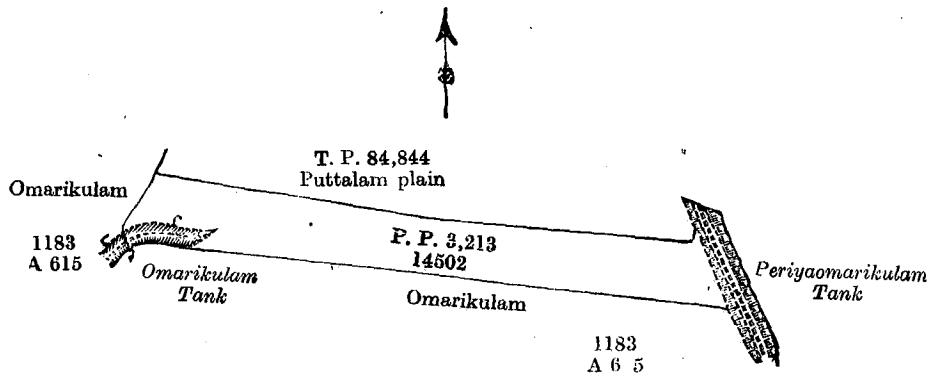 T. P. 84,844
Puttalam plain
Omarikulam
1183
A 615
P. P. 3,213
14502
Omarikulam
Tank
Omarikulam
Periyaomarikulam
Tank
1183
A 6 5